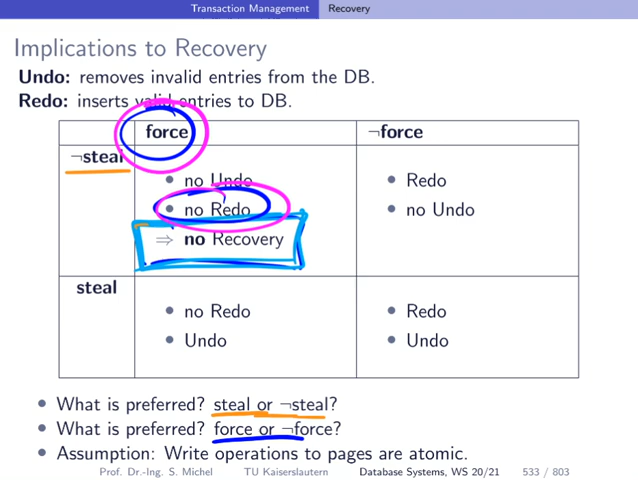 Transaction Management Recovery
Implications to Recovery
Undo: removes invalid entries from the DB.
Redo: inserts valid entries to DB.
force ¬force
¬steal
• no Undo • Redo
• no Redo • no Undo
⇒ no Recovery
steal
• no Redo • Redo
• Undo • Undo
• What is preferred? steal or ¬steal?
• What is preferred? force or ¬force?
• Assumption: Write operations to pages are atomic.
Prof. Dr.-Ing. S. Michel TU Kaiserslautern Database Systems, WS 20/21 533 / 803